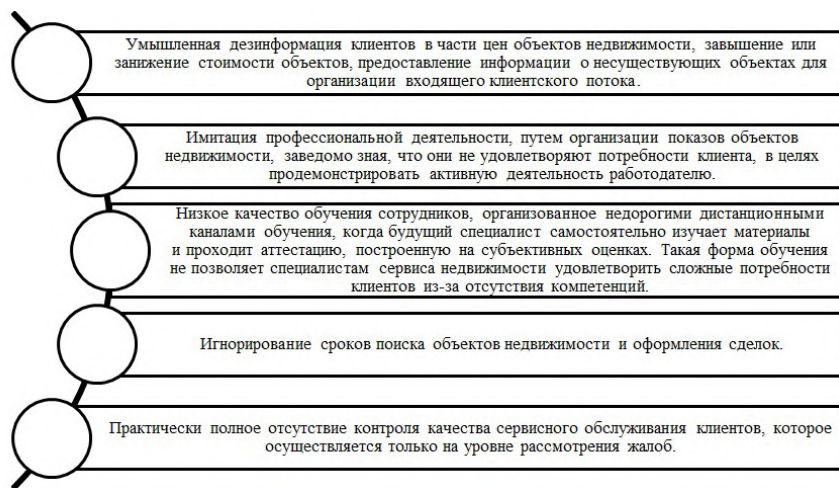 Умышленная дезинформация клиентов в части цен объектов недвижимости, завышение или
занижение стоимости объектов, предоставление информации о несуществующих объектах для
организации входящего клиентского потока.
Имитация профессиональной деятельности, путем организации показов объектов
недвижимости, заведомо зная, что они не удовлетворяют потребности клиента, в целях
продемонстрировать активную деятельность работодателю.
Низкое качество обучения сотрудников, организованное недорогими дистанционными
каналами обучения, когда будущий специалист самостоятельно изучает материалы
и проходит аттестацию, построенную на субъективных оценках. Такая форма обучения
не позволяет специалистам сервиса недвижимости удовлетворить сложные потребности
клиентов из-за отсутствия компетенций.
Игнорирование сроков поиска объектов недвижимости и оформления сделок.
Практически полное отсутствие контроля качества сервисного обслуживания клиентов, которое
осуществляется только на уровне рассмотрения жалоб.